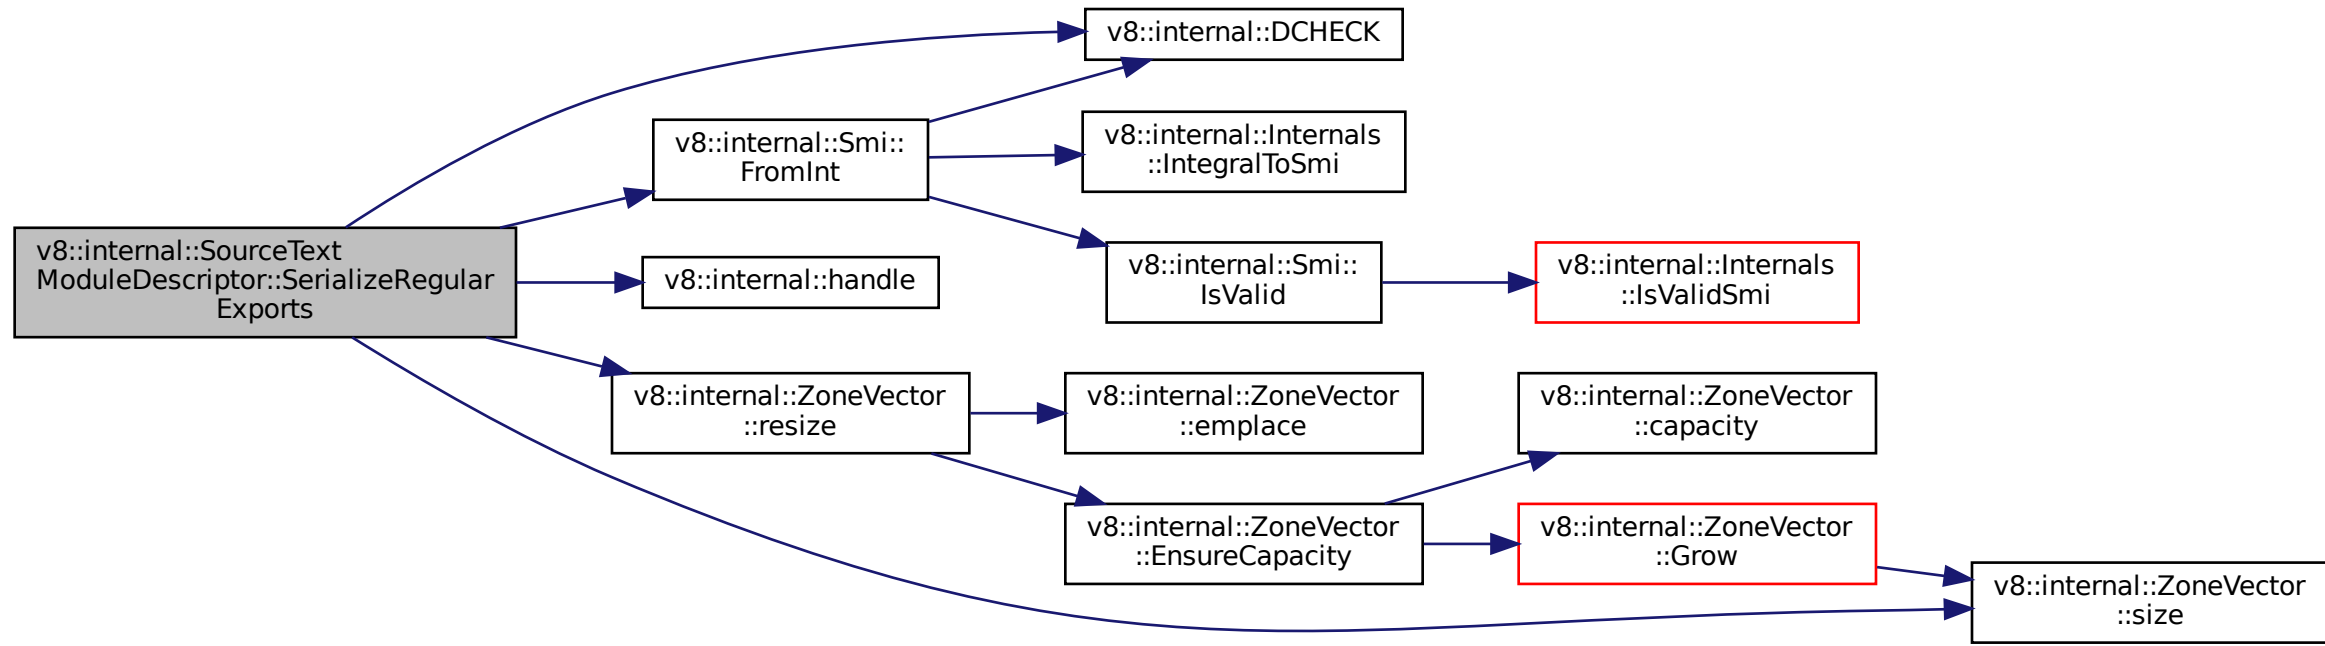 v8::internal::SourceText
ModuleDescriptor::SerializeRegular
Exports
v8::internal::DCHECK
v8::internal::Smi::
FromInt
v8::internal::Internals
::IntegralToSmi
v8::internal::Smi::
IsValid
v8::internal::Internals
::IsValidSmi
v8::internal::handle
v8::internal::ZoneVector
::resize
v8::internal::ZoneVector
::emplace
v8::internal::ZoneVector
::EnsureCapacity
v8::internal::ZoneVector
::capacity
v8::internal::ZoneVector
::Grow
v8::internal::ZoneVector
::size